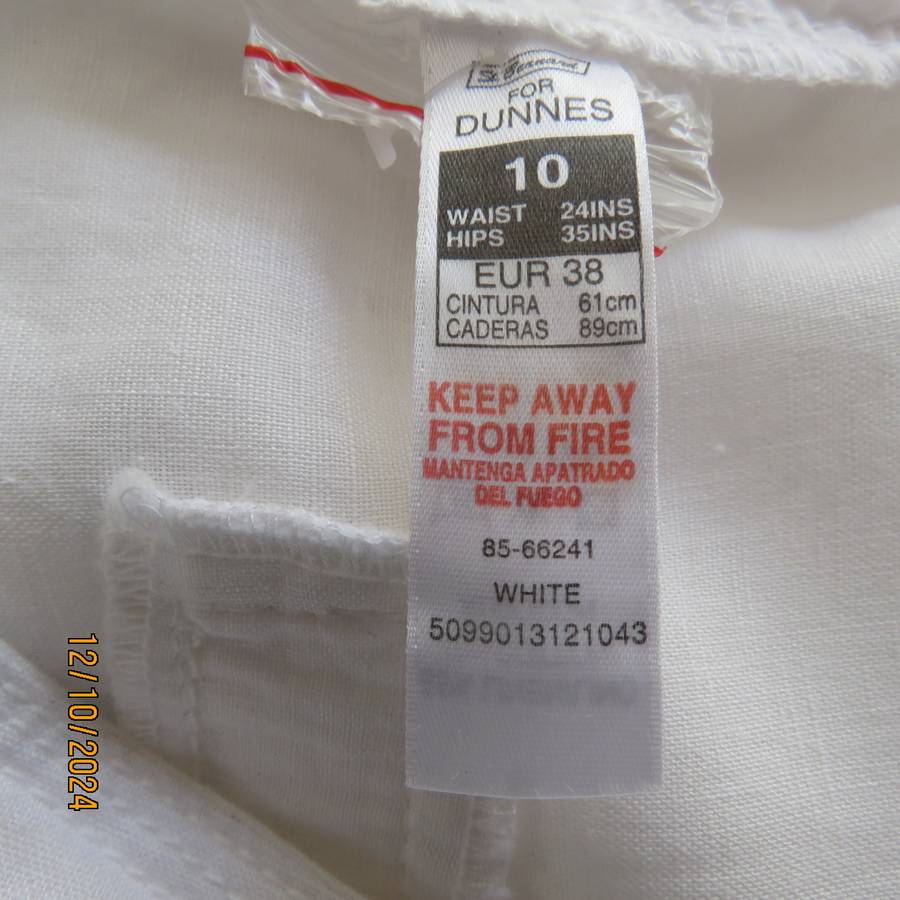 St. Bernard
FOR
DUNNES
10
WAIST 24INS
HIPS 35INS
EUR 38
CINTURA 61cm
CADERAS 89cm
KEEP AWAY
FROM FIRE
MANTENGA APATRADO
DEL FUEGO
85-66241
WHITE
5099013121043
12/10/2024